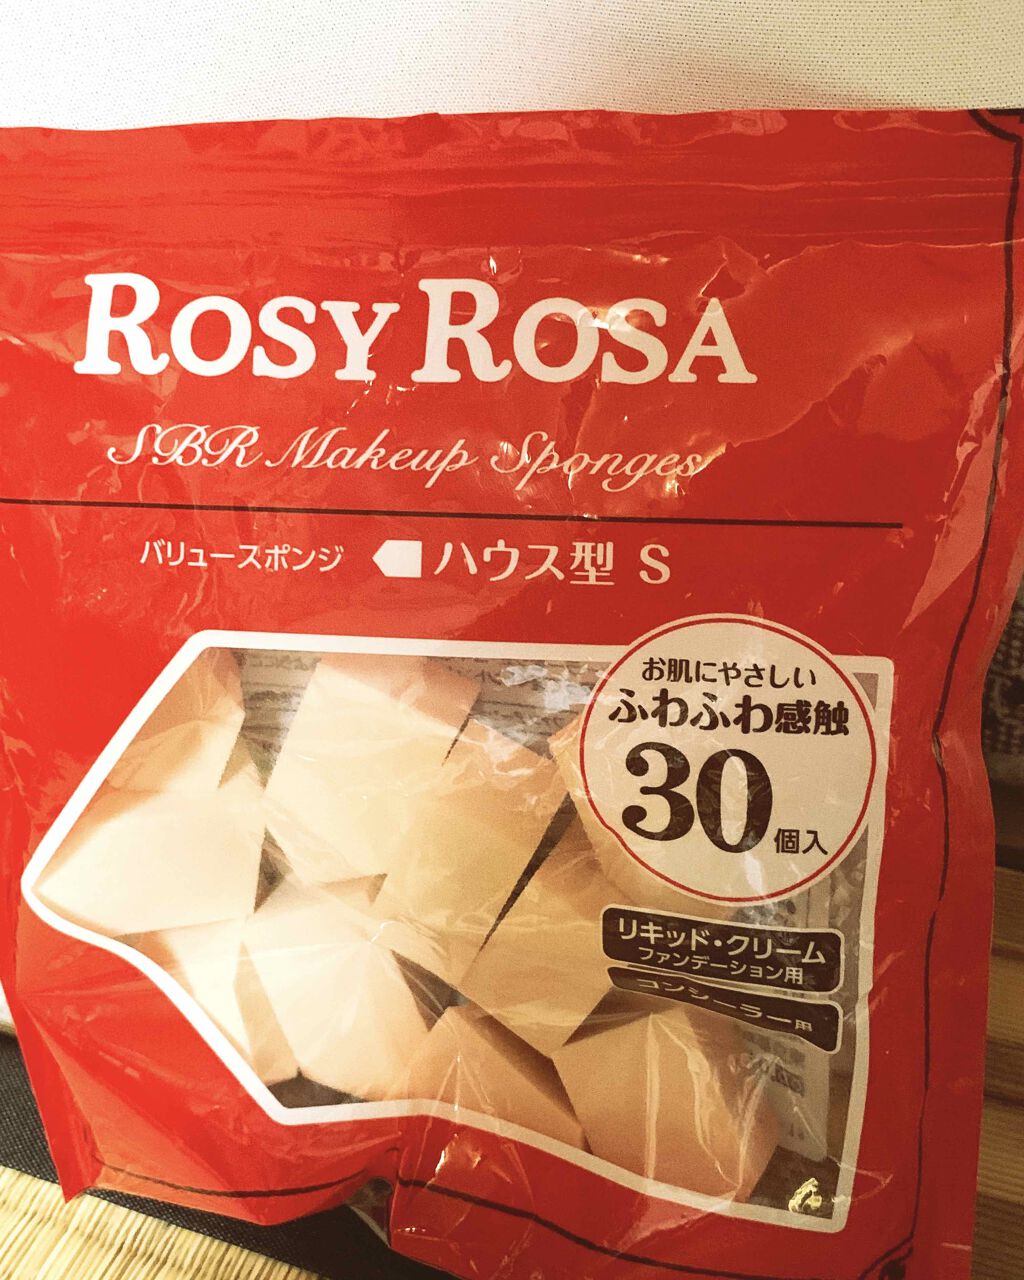 ROSY ROSA
SBR Makeup Sponges
バリュースポンジ ハウス型 S
お肌にやさしい
ふわふわ感触
30個入
リキッド・クリーム
ファンデーション用
コンシーラー用